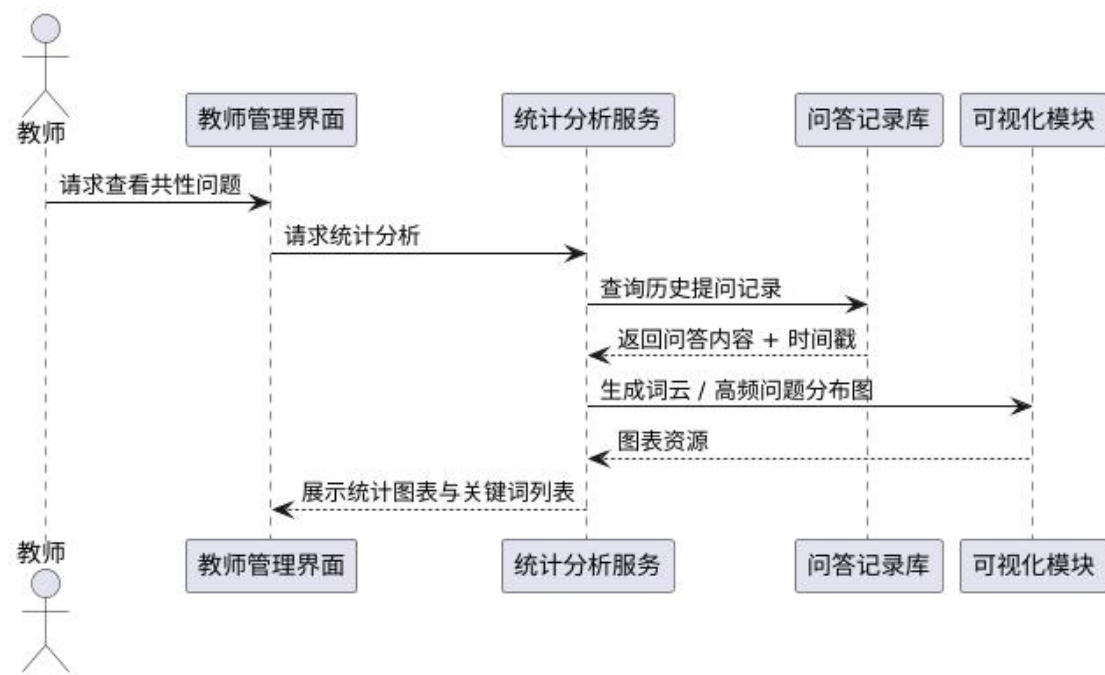 教师
教师管理界面
统计分析服务
问答记录库
可视化模块
请求查看共性问题
请求统计分析
查询历史提问记录
返回问答内容 + 时间戳
生成词云 / 高频问题分布图
图表资源
展示统计图表与关键词列表
教师
教师管理界面
统计分析服务
问答记录库
可视化模块